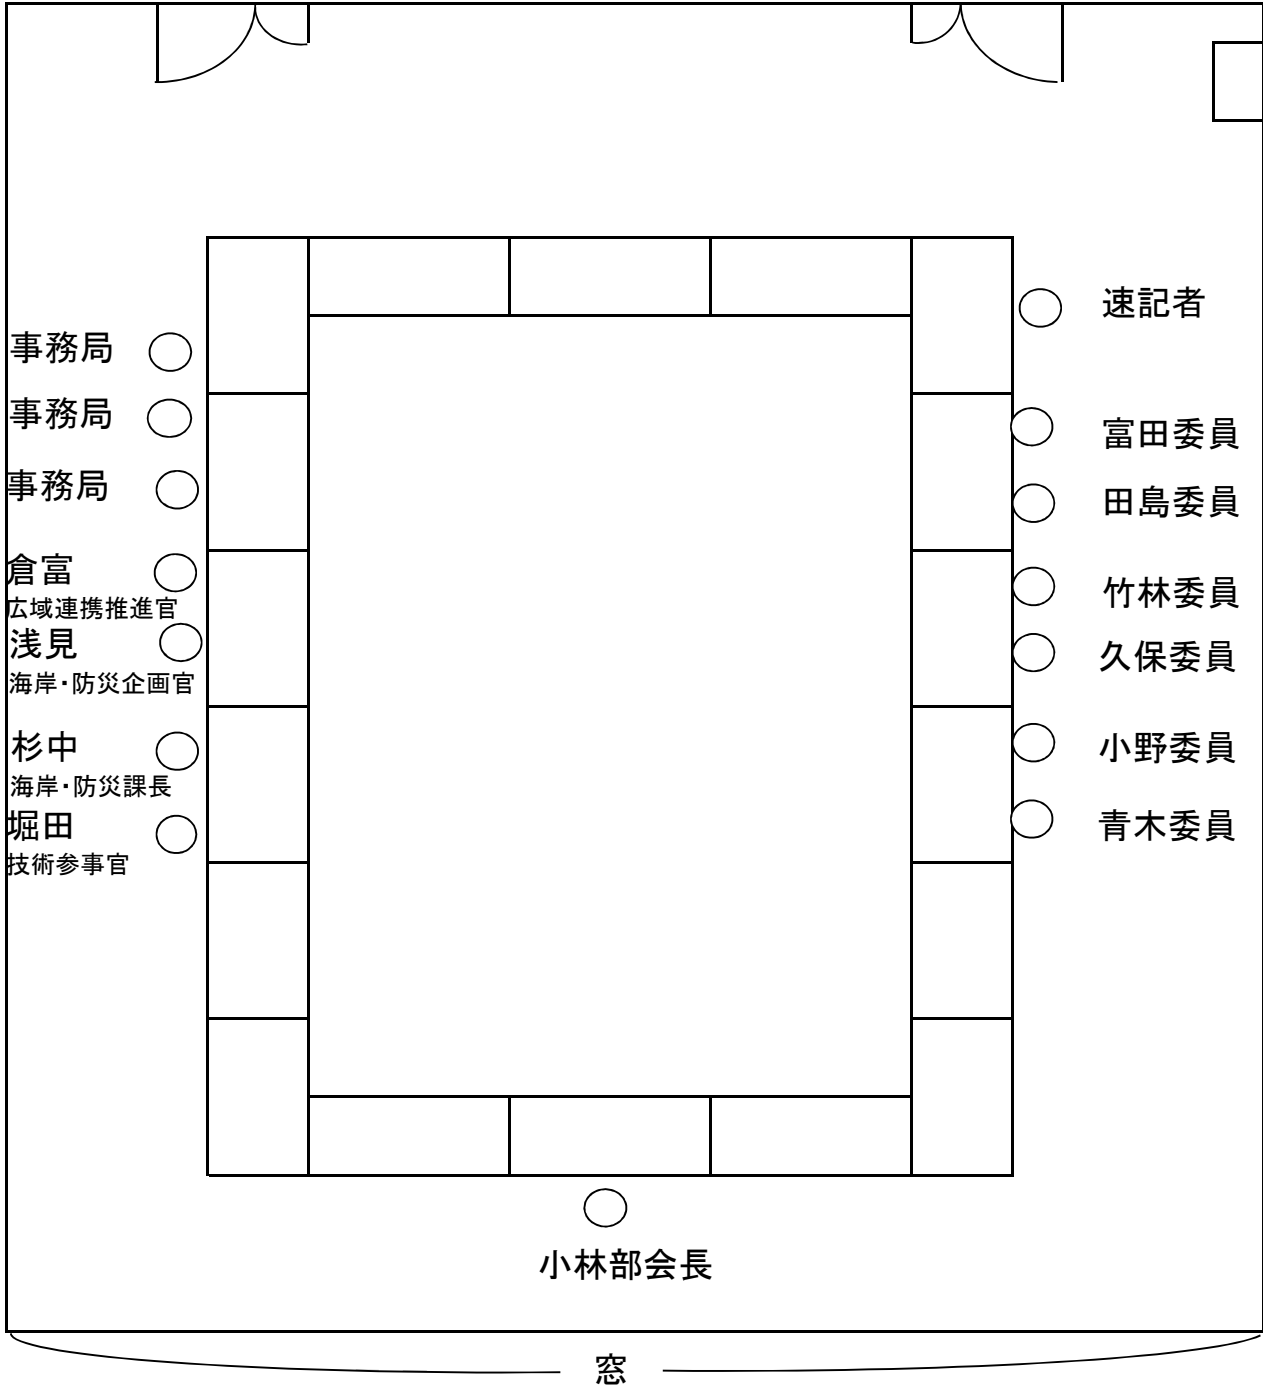 速記者
事務局
事務局
富田委員
事務局
田島委員
倉富
広域連携推進官
竹林委員
浅見
海岸・防災企画官
久保委員
杉中
海岸・防災課長
小野委員
堀田
技術参事官
青木委員
小林部会長
窓